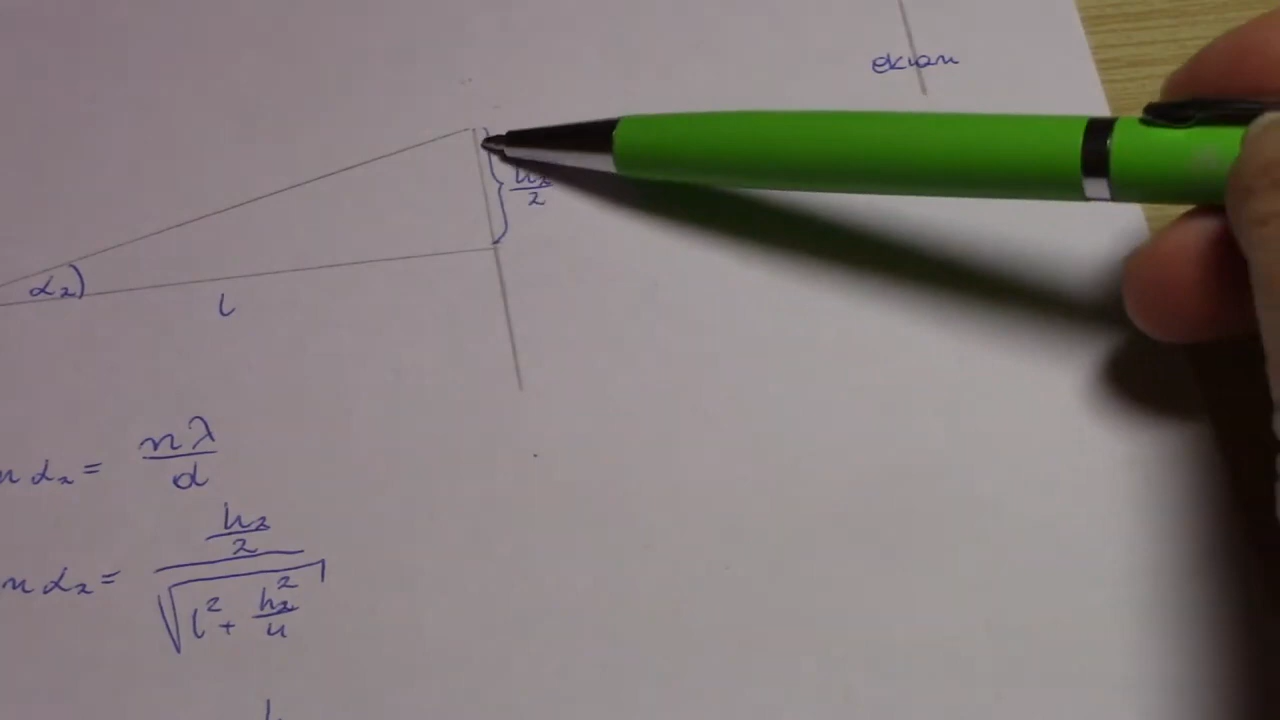 ekran
h₂/2
α₂)
l
n α₂ = nλ/d
n α₂ = (h₂/2)/√(l² + h₂²/4)